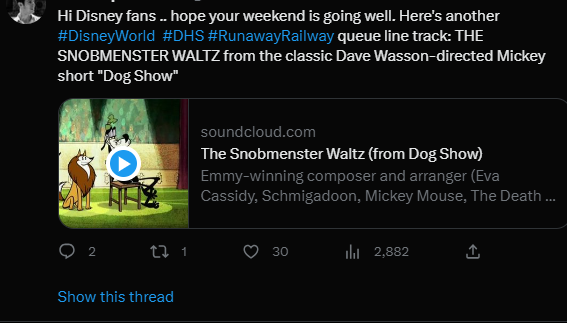 Hi Disney fans .. hope your weekend is going well. Here's another
#DisneyWorld #DHS #RunawayRailway queue line track: THE
SNOBMENSTER WALTZ from the classic Dave Wasson-directed Mickey
short "Dog Show"
soundcloud.com
The Snobmenster Waltz (from Dog Show)
Emmy-winning composer and arranger (Eva
Cassidy, Schmigadoon, Mickey Mouse, The Death ...
2 1 30 2,882
Show this thread